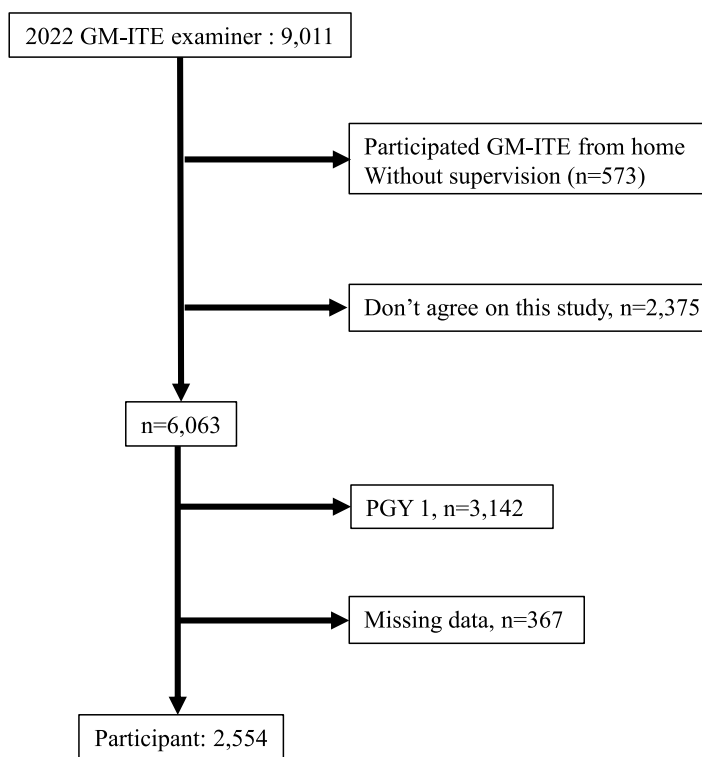 2022 GM-ITE examiner : 9,011
Participated GM-ITE from home
Without supervision (n=573)
Don’t agree on this study, n=2,375
n=6,063
PGY 1, n=3,142
Missing data, n=367
Participant: 2,554